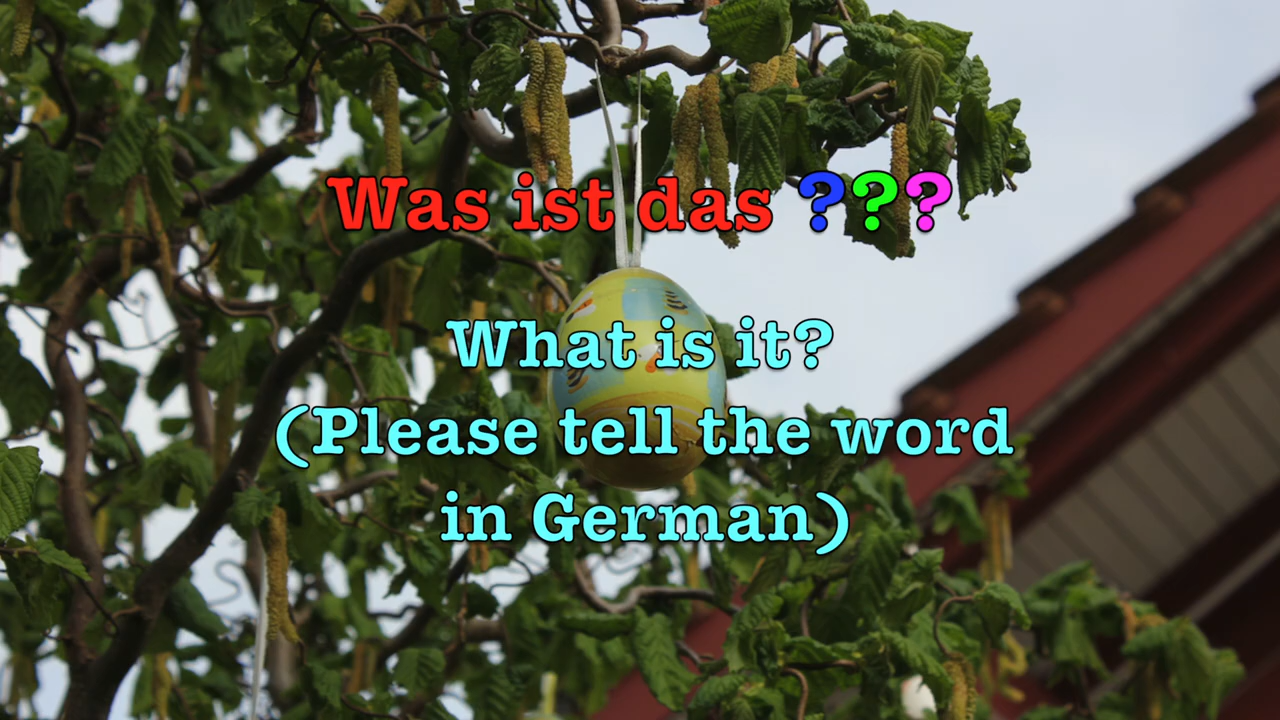 Was ist das ???
What is it?
(Please tell the word
in German)